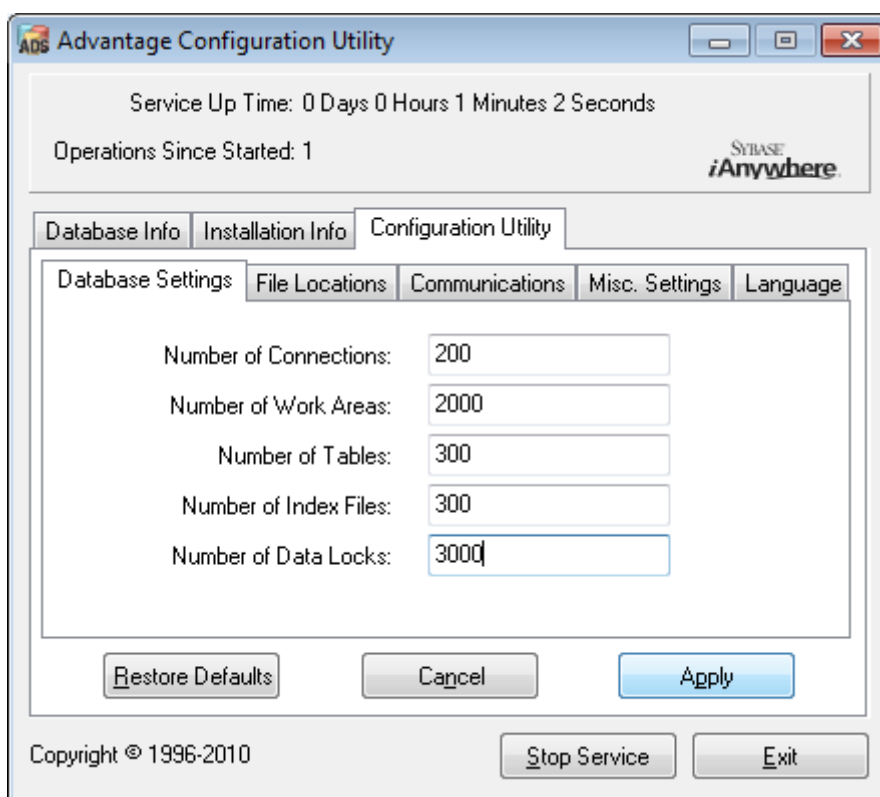 ADS Advantage Configuration Utility
Service Up Time: 0 Days 0 Hours 1 Minutes 2 Seconds
Operations Since Started: 1
SYBASE
iAnywhere.
Database Info Installation Info Configuration Utility
Database Settings File Locations Communications Misc. Settings Language
Number of Connections: 200
Number of Work Areas: 2000
Number of Tables: 300
Number of Index Files: 300
Number of Data Locks: 3000
Restore Defaults Cancel Apply
Copyright © 1996-2010 Stop Service Exit